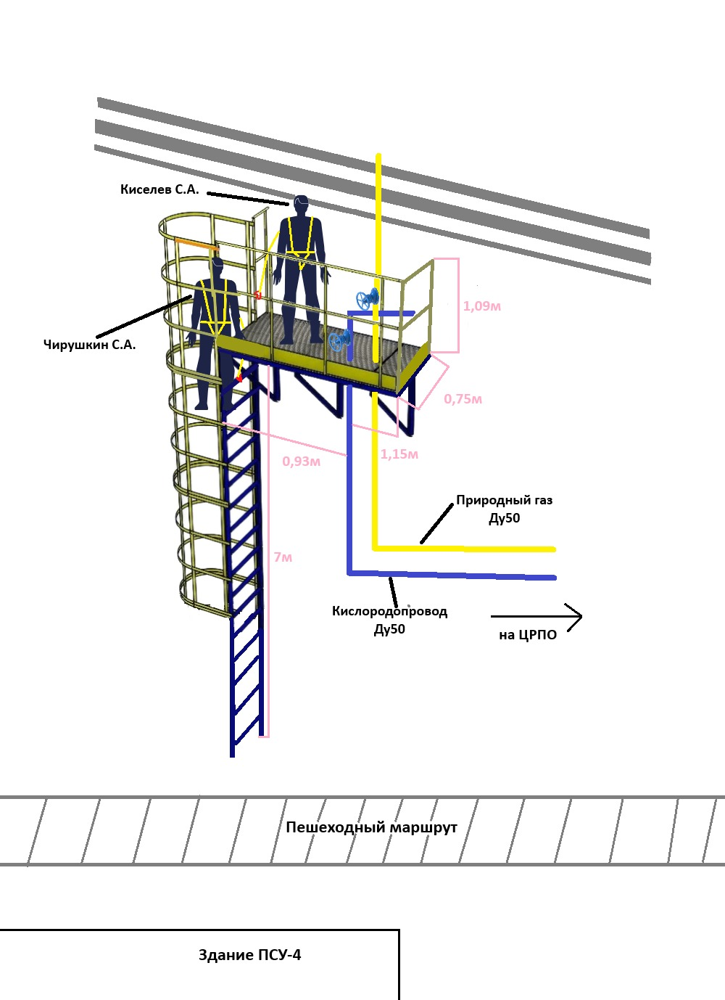 Киселев С.А.
1,09м
Чирушкин С.А.
0,75м
0,93м
1,15м
Природный газ
Ду50
7м
Кислородопровод
Ду50
на ЦРПО
Пешеходный маршрут
Здание ПСУ-4